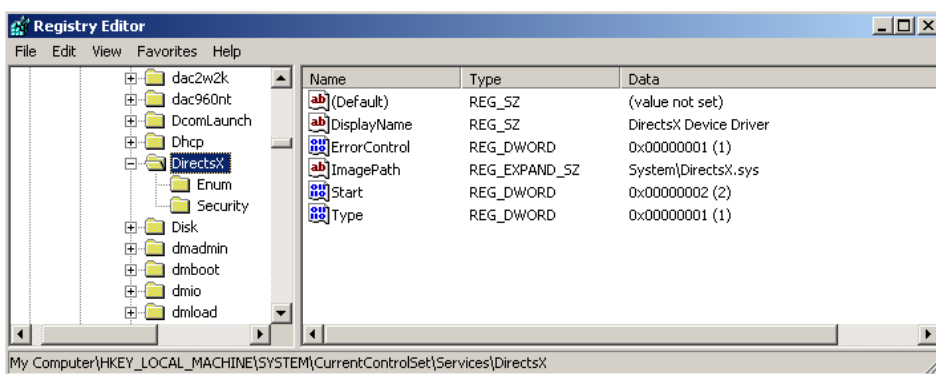 Registry Editor
File Edit View Favorites Help
Name Type Data
dac2w2k
dac960nt
DcomLaunch
Dhcp
DirectsX
Enum
Security
Disk
dmadmin
dmboot
dmio
dmload
(Default) REG_SZ (value not set)
DisplayName REG_SZ DirectsX Device Driver
ErrorControl REG_DWORD 0x00000001 (1)
ImagePath REG_EXPAND_SZ System\DirectsX.sys
Start REG_DWORD 0x00000002 (2)
Type REG_DWORD 0x00000001 (1)
My Computer\HKEY_LOCAL_MACHINE\SYSTEM\CurrentControlSet\Services\DirectsX